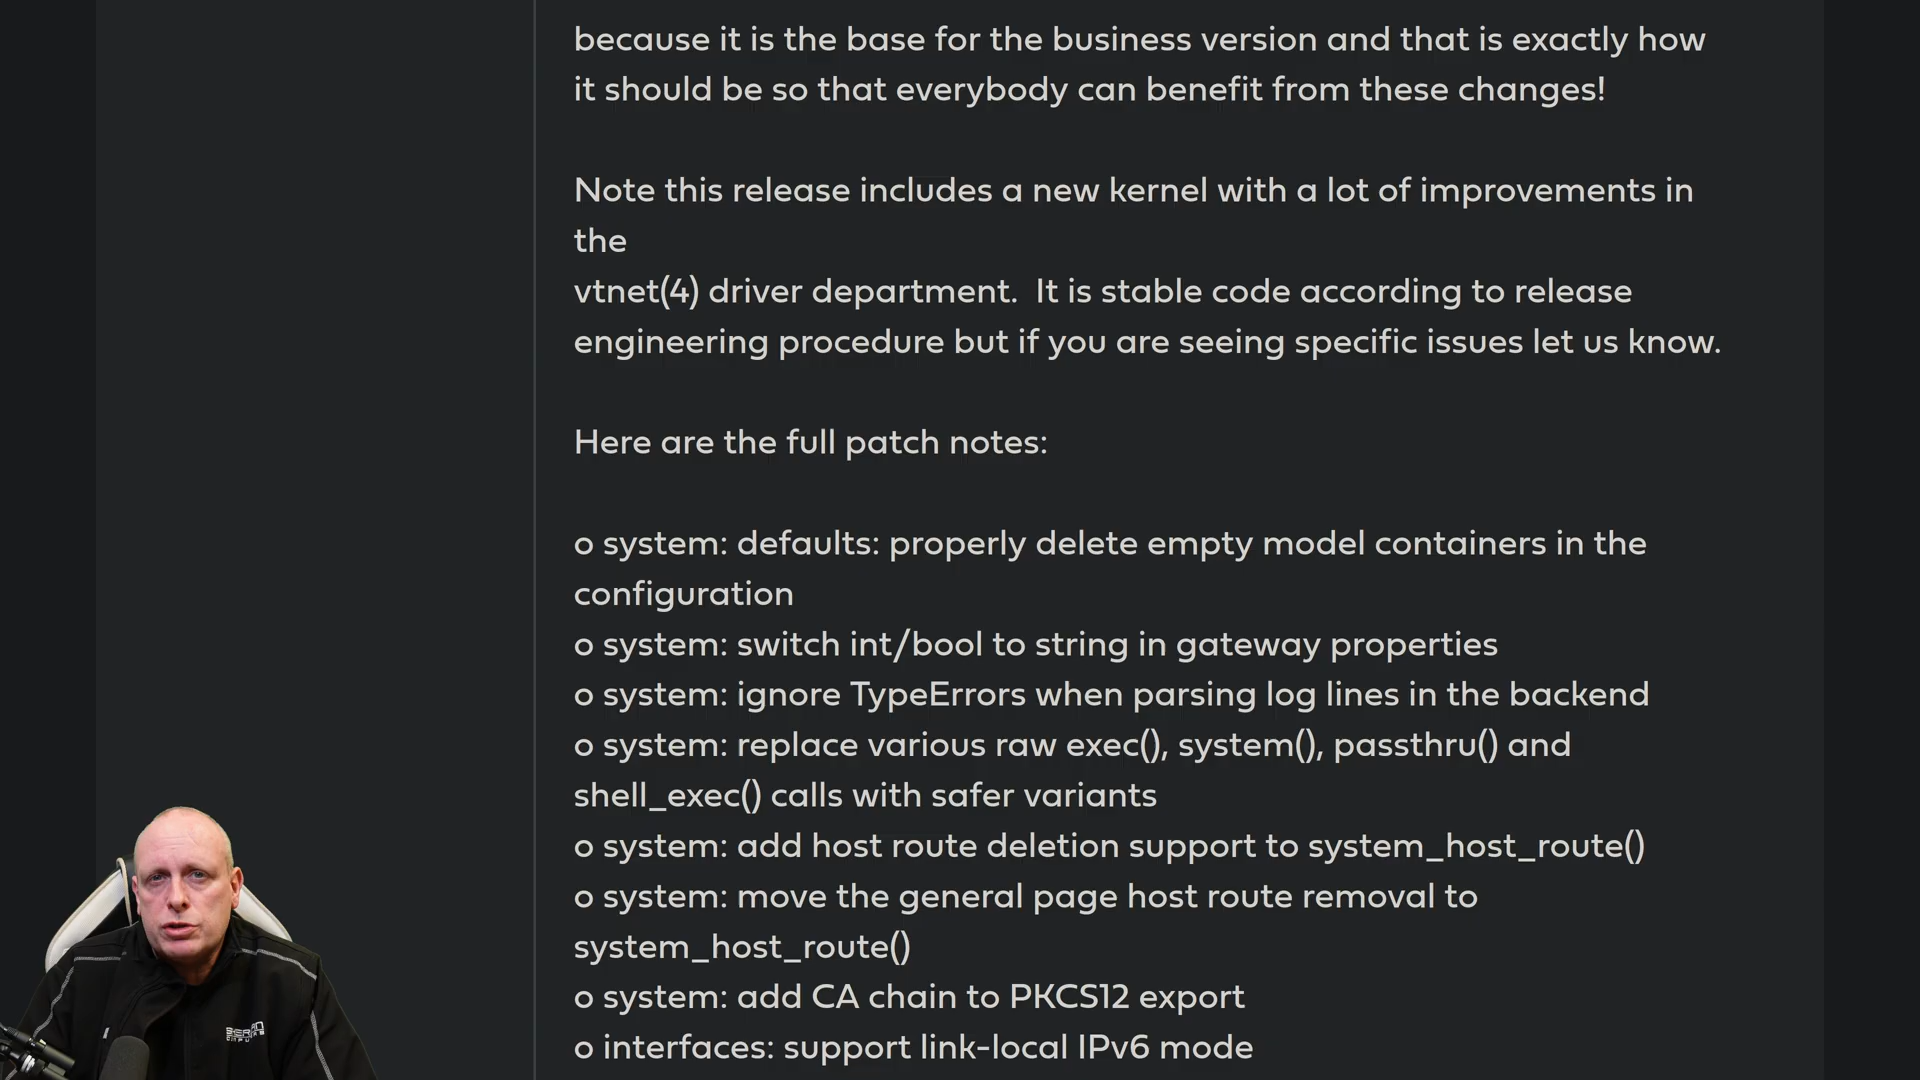 because it is the base for the business version and that is exactly how
it should be so that everybody can benefit from these changes!
Note this release includes a new kernel with a lot of improvements in
the
vtnet(4) driver department.  It is stable code according to release
engineering procedure but if you are seeing specific issues let us know.
Here are the full patch notes:
o system: defaults: properly delete empty model containers in the
configuration
o system: switch int/bool to string in gateway properties
o system: ignore TypeErrors when parsing log lines in the backend
o system: replace various raw exec(), system(), passthru() and
shell_exec() calls with safer variants
o system: add host route deletion support to system_host_route()
o system: move the general page host route removal to
system_host_route()
o system: add CA chain to PKCS12 export
o interfaces: support link-local IPv6 mode